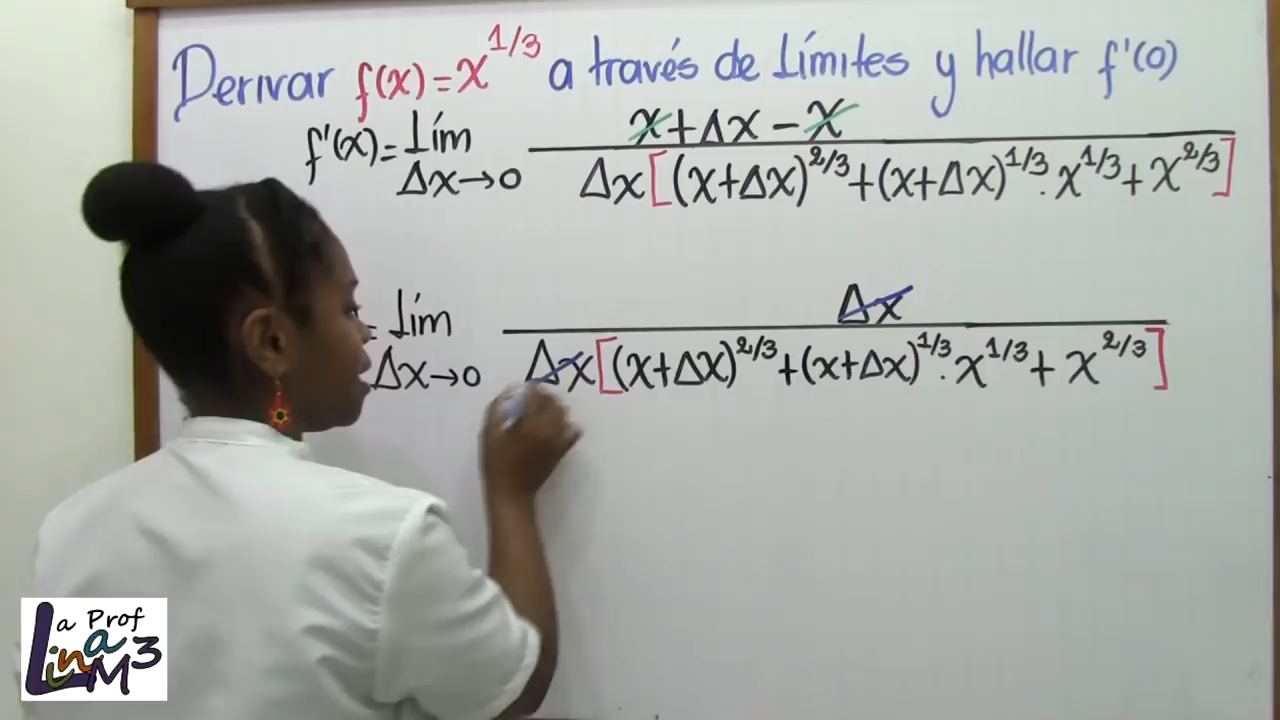 Derivar f(x)=x^1/3 a través de Límites y hallar f'(0)
f'(x)= Lím Δx→0 x+Δx-x / Δx[(x+Δx)^2/3+(x+Δx)^1/3·x^1/3+x^2/3]
= lím Δx→0 Δx / Δx[(x+Δx)^2/3+(x+Δx)^1/3·x^1/3+x^2/3]
La Prof
Lina M3